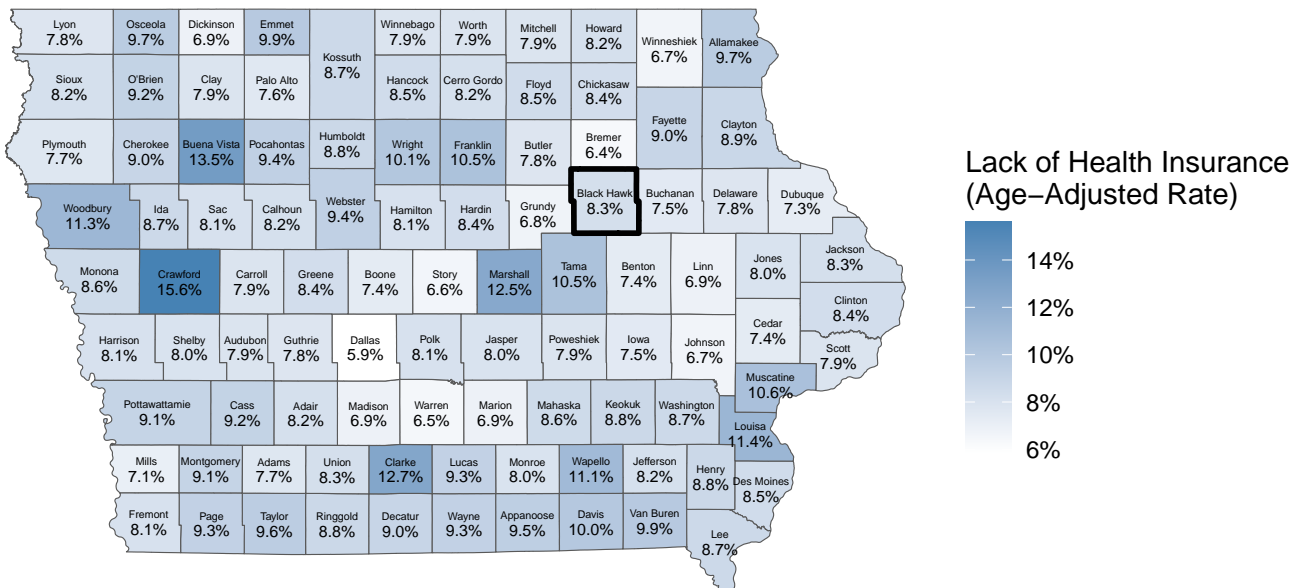 Lyon Osceola Dickinson Emmet Winnebago Worth Mitchell Howard Winneshiek Allamakee
7.8% 9.7% 6.9% 9.9% 7.9% 7.9% 7.9% 8.2% 6.7% 9.7%
Kossuth
8.7%
Sioux O'Brien Clay Palo Alto Hancock Cerro Gordo Floyd Chickasaw
8.2% 9.2% 7.9% 7.6% 8.5% 8.2% 8.5% 8.4%
Fayette Clayton
9.0% 8.9%
Plymouth Cherokee Buena Vista Pocahontas Humboldt Wright Franklin Butler Bremer
7.7% 9.0% 13.5% 9.4% 8.8% 10.1% 10.5% 7.8% 6.4%
Lack of Health Insurance
(Age–Adjusted Rate)
Woodbury Ida Sac Calhoun Webster Hamilton Hardin Grundy Black Hawk Buchanan Delaware Dubuque
11.3% 8.7% 8.1% 8.2% 9.4% 8.1% 8.4% 6.8% 8.3% 7.5% 7.8% 7.3%
Monona Crawford Carroll Greene Boone Story Marshall Tama Benton Linn Jones Jackson
8.6% 15.6% 7.9% 8.4% 7.4% 6.6% 12.5% 10.5% 7.4% 6.9% 8.0% 8.3%
Clinton
8.4%
Harrison Shelby Audubon Guthrie Dallas Polk Jasper Poweshiek Iowa Johnson Cedar Scott
8.1% 8.0% 7.9% 7.8% 5.9% 8.1% 8.0% 7.9% 7.5% 6.7% 7.4% 7.9%
Muscatine
10.6%
Pottawattamie Cass Adair Madison Warren Marion Mahaska Keokuk Washington Louisa
9.1% 9.2% 8.2% 6.9% 6.5% 6.9% 8.6% 8.8% 8.7% 11.4%
Mills Montgomery Adams Union Clarke Lucas Monroe Wapello Jefferson Henry Des Moines
7.1% 9.1% 7.7% 8.3% 12.7% 9.3% 8.0% 11.1% 8.2% 8.8% 8.5%
Fremont Page Taylor Ringgold Decatur Wayne Appanoose Davis Van Buren Lee
8.1% 9.3% 9.6% 8.8% 9.0% 9.3% 9.5% 10.0% 9.9% 8.7%
14%
12%
10%
8%
6%